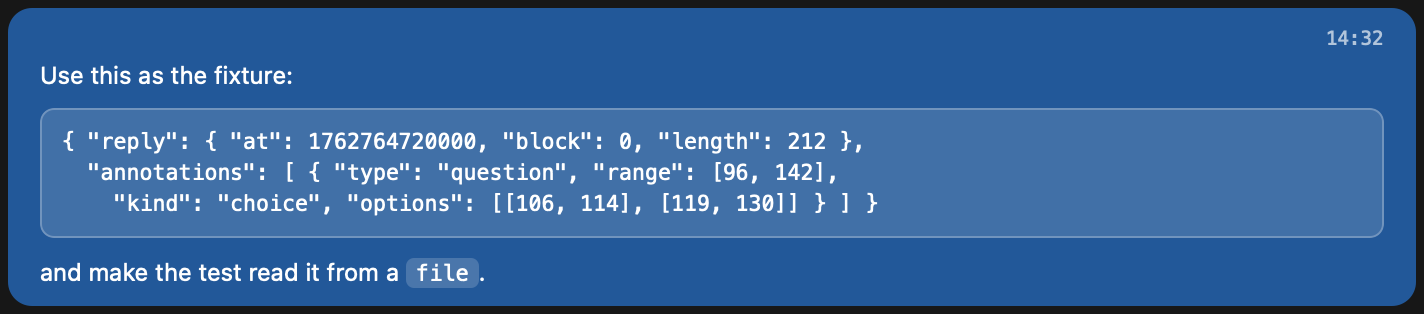 14:32
Use this as the fixture:
{ "reply": { "at": 1762764720000, "block": 0, "length": 212 },
  "annotations": [ { "type": "question", "range": [96, 142],
    "kind": "choice", "options": [[106, 114], [119, 130]] } ] }
and make the test read it from a file.